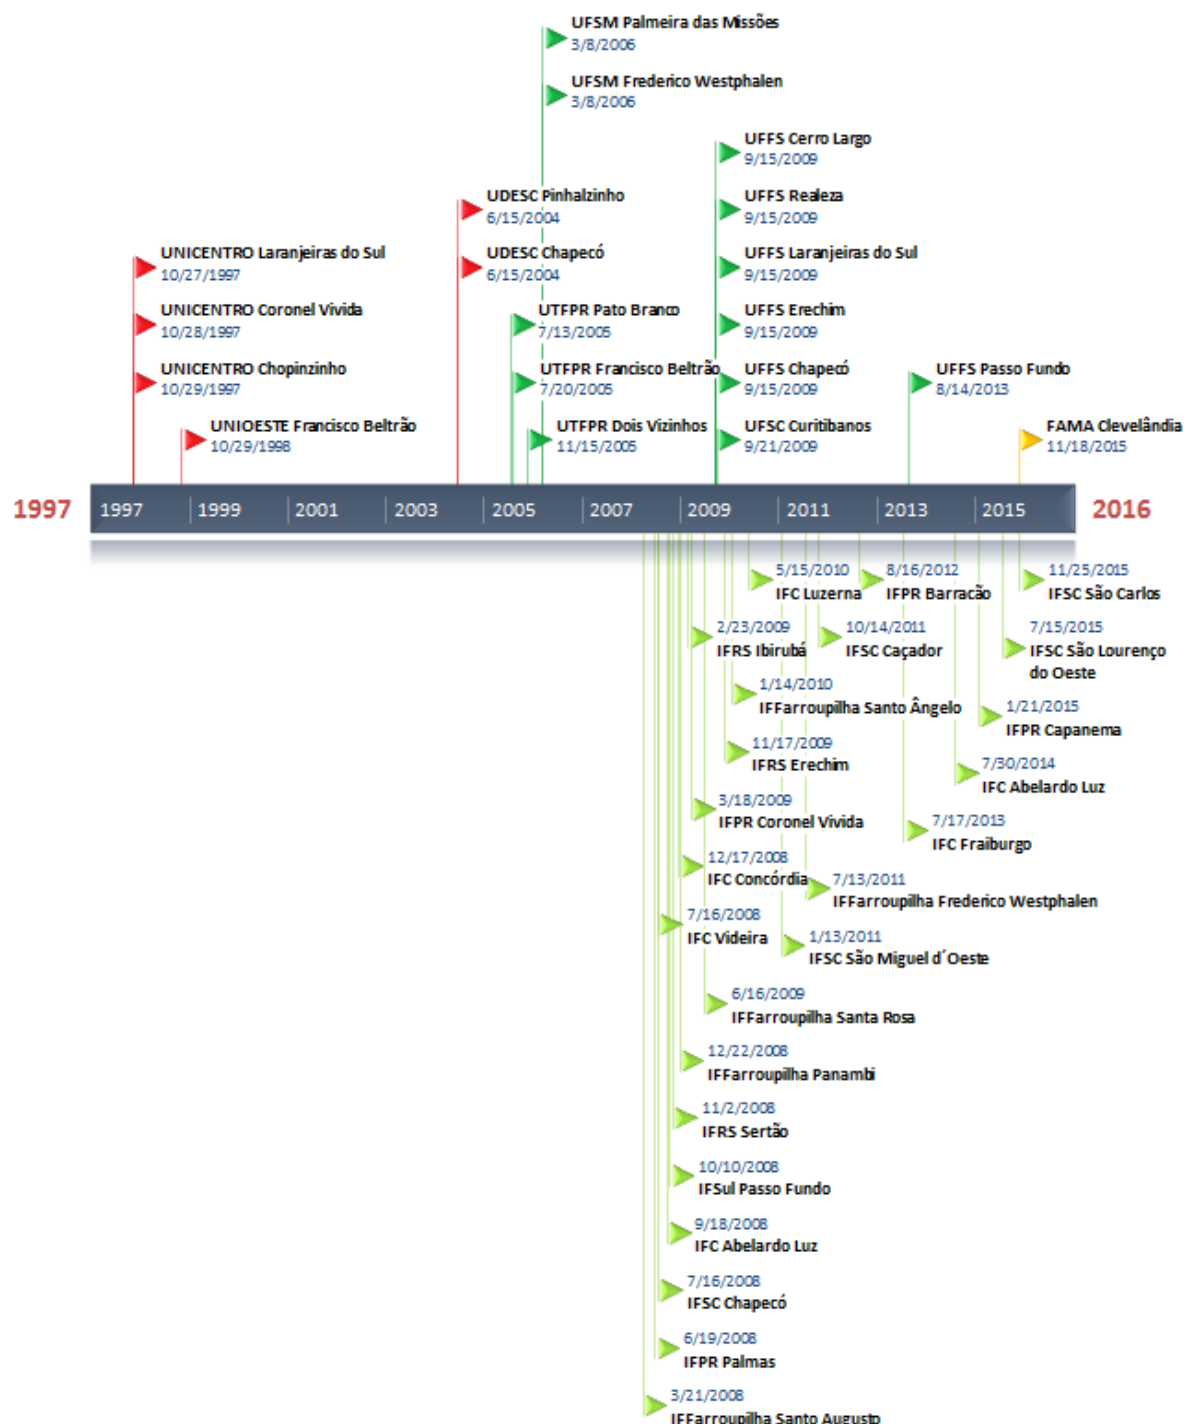 UFSM Palmeira das Missões
3/8/2006
UFSM Frederico Westphalen
3/8/2006
UFFS Cerro Largo
9/15/2009
UDESC Pinhalzinho
6/15/2004
UFFS Realeza
9/15/2009
UNICENTRO Laranjeiras do Sul
10/27/1997
UDESC Chapecó
6/15/2004
UFFS Laranjeiras do Sul
9/15/2009
UNICENTRO Coronel Vivida
10/28/1997
UTFPR Pato Branco
7/13/2005
UFFS Erechim
9/15/2009
UNICENTRO Chopinzinho
10/29/1997
UTFPR Francisco Beltrão
7/20/2005
UFFS Chapecó
9/15/2009
UFFS Passo Fundo
8/14/2013
UNIOESTE Francisco Beltrão
10/29/1998
UTFPR Dois Vizinhos
11/15/2005
UFSC Curitibanos
9/21/2009
FAMA Clevelândia
11/18/2015
1997 1997 1999 2001 2003 2005 2007 2009 2011 2013 2015 2016
5/15/2010
IFC Luzerna
8/16/2012
IFPR Barracão
11/25/2015
IFSC São Carlos
2/23/2009
IFRS Ibirubá
10/14/2011
IFSC Caçador
7/15/2015
IFSC São Lourenço
do Oeste
1/14/2010
IFFarroupilha Santo Ângelo
1/21/2015
IFPR Capanema
11/17/2009
IFRS Erechim
7/30/2014
IFC Abelardo Luz
3/18/2009
IFPR Coronel Vivida
7/17/2013
IFC Fraiburgo
12/17/2008
IFC Concórdia
7/13/2011
IFFarroupilha Frederico Westphalen
7/16/2008
IFC Videira
1/13/2011
IFSC São Miguel d´Oeste
6/16/2009
IFFarroupilha Santa Rosa
12/22/2008
IFFarroupilha Panambi
11/2/2008
IFRS Sertão
10/10/2008
IFSul Passo Fundo
9/18/2008
IFC Abelardo Luz
7/16/2008
IFSC Chapecó
6/19/2008
IFPR Palmas
3/21/2008
IFFarroupilha Santo Augusto